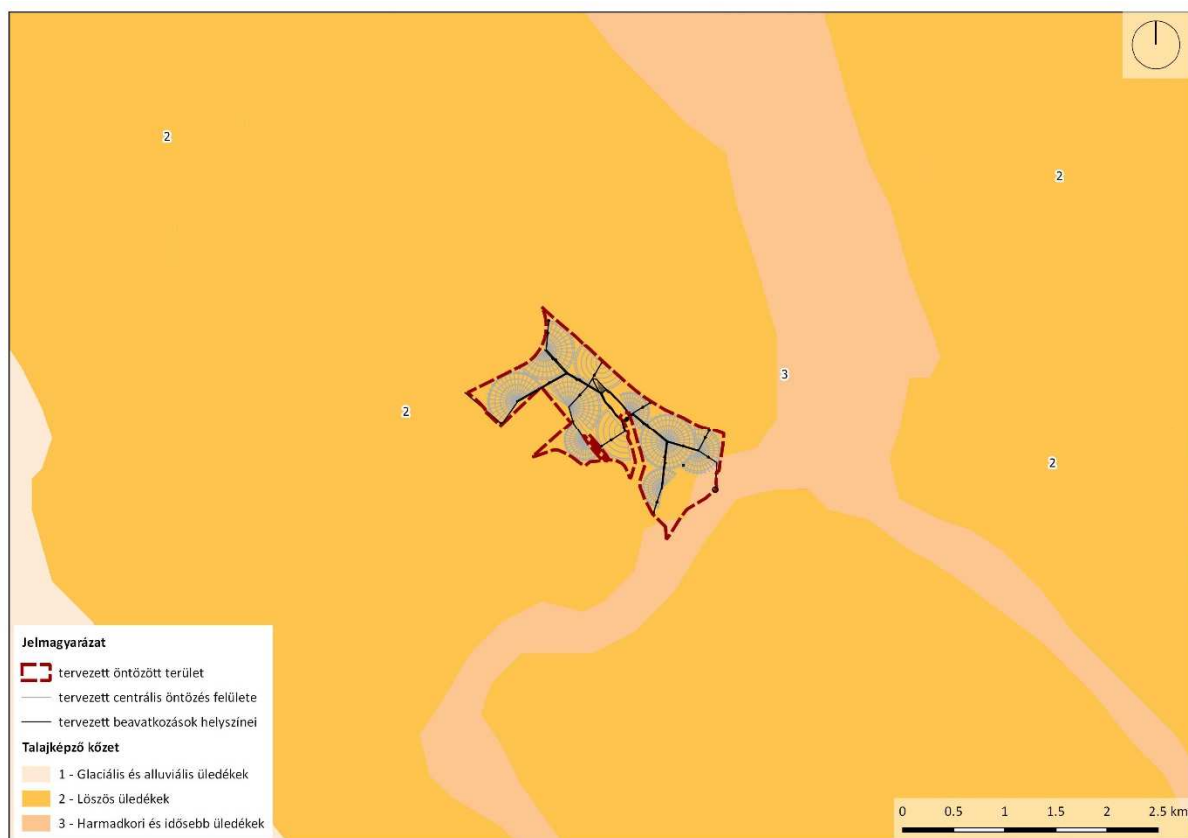 2
2
3
2
2
Jelmagyarázat
tervezett öntözött terület
tervezett centrális öntözés felülete
tervezett beavatkozások helyszínei
Talajképző kőzet
1 - Glaciális és alluviális üledékek
2 - Löszös üledékek
3 - Harmadkori és idősebb üledékek
0 0.5 1 1.5 2 2.5 km